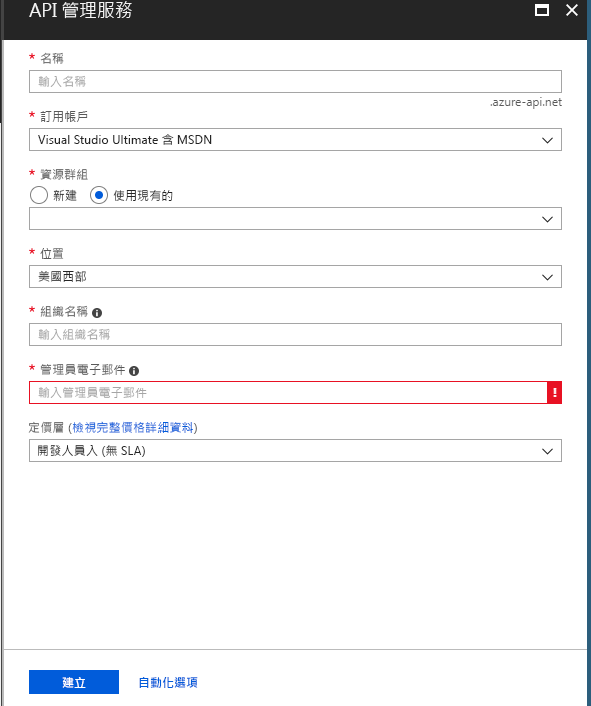 API 管理服務
* 名稱
輸入名稱
.azure-api.net
* 訂用帳戶
Visual Studio Ultimate 含 MSDN
* 資源群組
新建 使用現有的
* 位置
美國西部
* 組織名稱
輸入組織名稱
* 管理員電子郵件
輸入管理員電子郵件
定價層 (檢視完整價格詳細資料)
開發人員入 (無 SLA)
建立 自動化選項